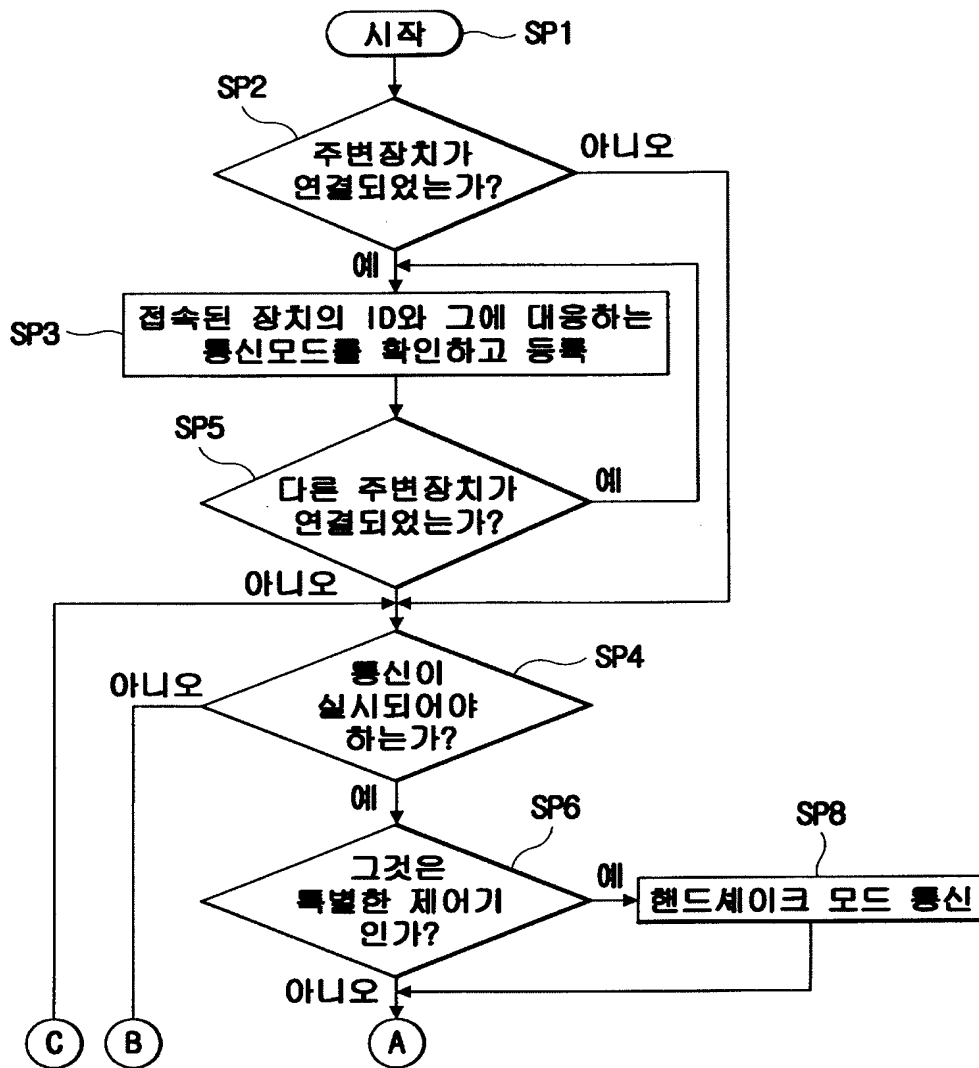 시작
SP1
SP2
주변장치가
연결되었는가?
아니오
예
SP3
접속된 장치의 ID와 그에 대응하는
통신모드를 확인하고 등록
SP5
다른 주변장치가
연결되었는가?
예
아니오
SP4
통신이
실시되어야
하는가?
아니오
예
SP6
SP8
그것은
특별한 제어기
인가?
예
핸드셰이크 모드 통신
아니오
C
B
A